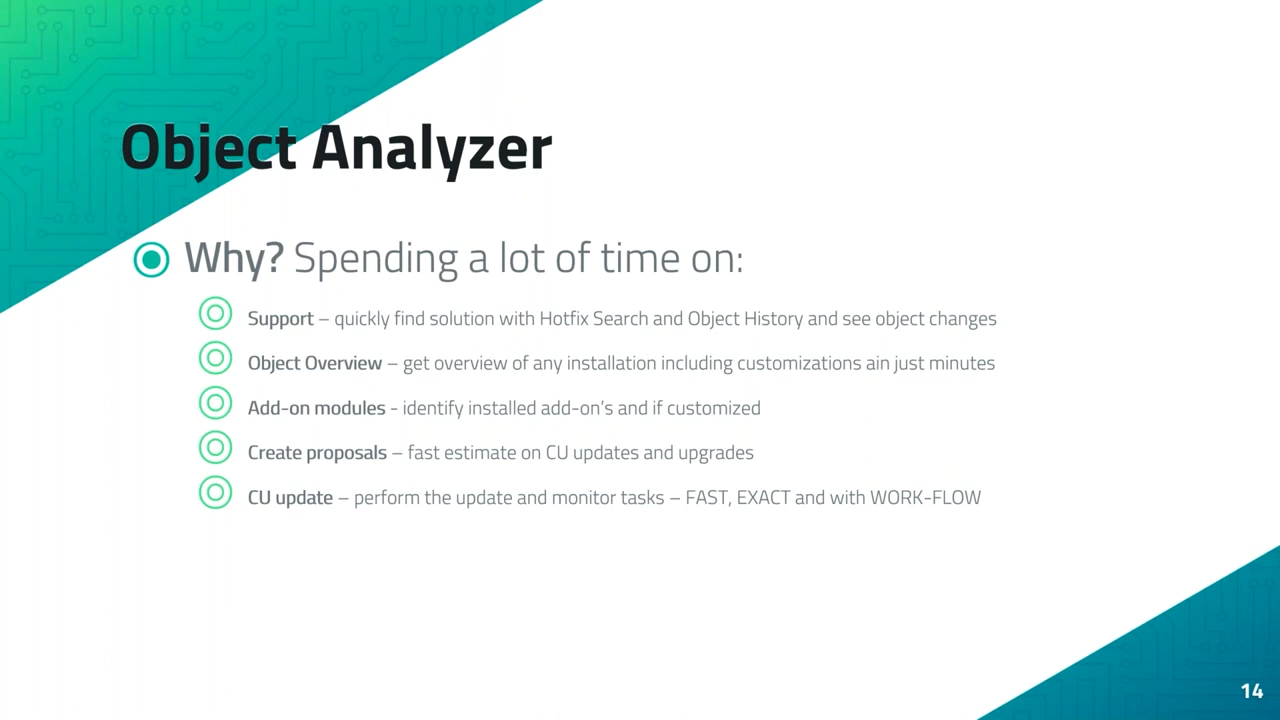 Object Analyzer
Why? Spending a lot of time on:
Support – quickly find solution with Hotfix Search and Object History and see object changes
Object Overview – get overview of any installation including customizations ain just minutes
Add-on modules - identify installed add-on's and if customized
Create proposals – fast estimate on CU updates and upgrades
CU update – perform the update and monitor tasks – FAST, EXACT and with WORK-FLOW
14